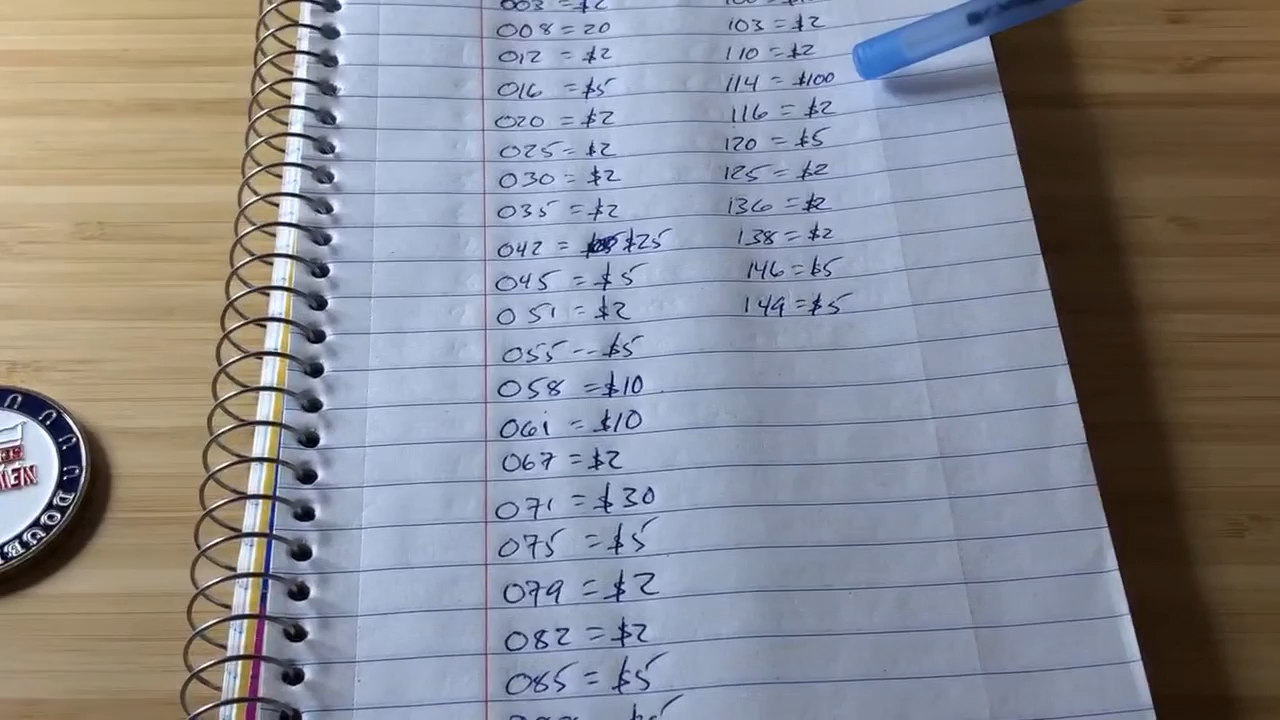 003 = $2
008 = 20
012 = $2
016 = $5
020 = $2
025 = $2
030 = $2
035 = $2
042 = $25
045 = $5
051 = $2
055 -- $5
058 = $10
061 = $10
067 = $2
071 = $30
075 = $5
079 = $2
082 = $2
085 = $5
103 = $2
110 = $2
114 = $100
116 = $2
120 = $5
125 = $2
136 = $2
138 = $2
146 = $5
149 = $5
DOUB